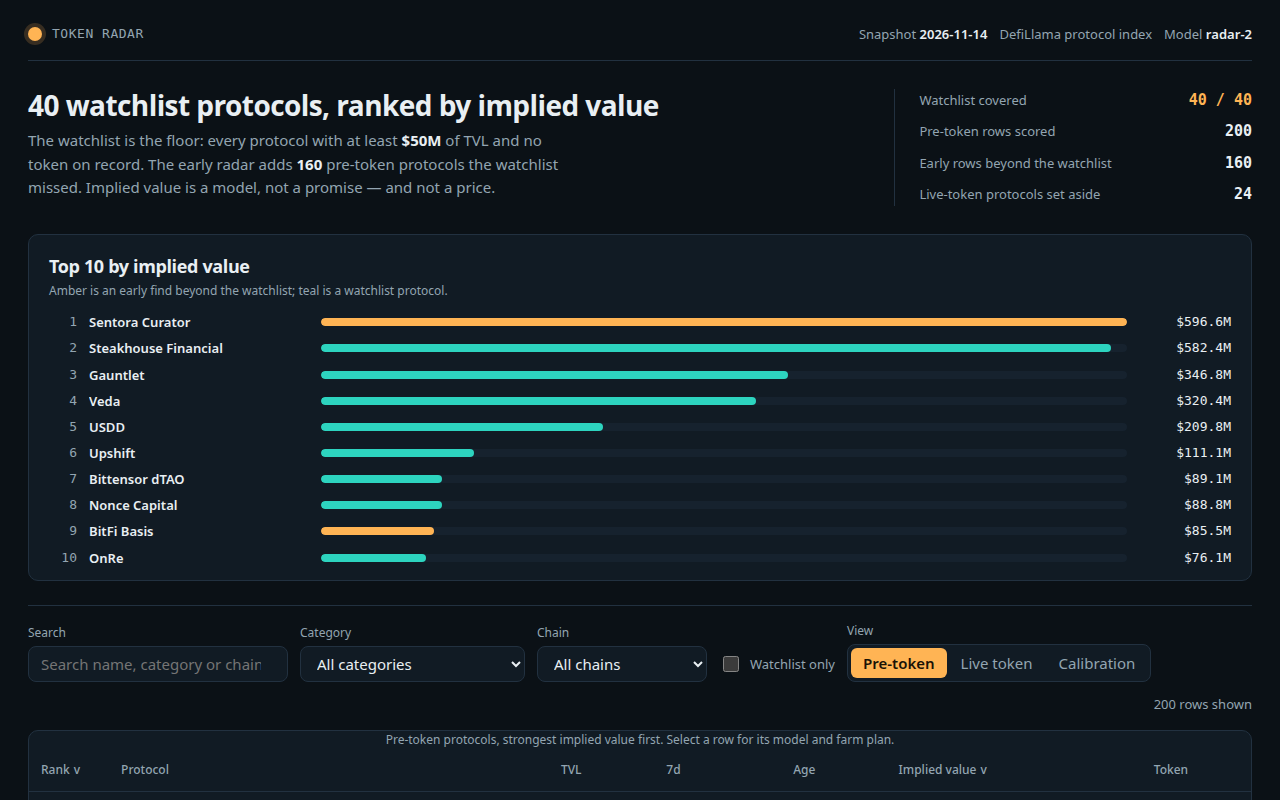 TOKEN RADAR
Snapshot 2026-11-14 DefiLlama protocol index Model radar-2
40 watchlist protocols, ranked by implied value
The watchlist is the floor: every protocol with at least $50M of TVL and no
token on record. The early radar adds 160 pre-token protocols the watchlist
missed. Implied value is a model, not a promise — and not a price.
Watchlist covered 40 / 40
Pre-token rows scored 200
Early rows beyond the watchlist 160
Live-token protocols set aside 24
Top 10 by implied value
Amber is an early find beyond the watchlist; teal is a watchlist protocol.
1 Sentora Curator $596.6M
2 Steakhouse Financial $582.4M
3 Gauntlet $346.8M
4 Veda $320.4M
5 USDD $209.8M
6 Upshift $111.1M
7 Bittensor dTAO $89.1M
8 Nonce Capital $88.8M
9 BitFi Basis $85.5M
10 OnRe $76.1M
Search Category Chain View
Search name, category or chain All categories All chains Watchlist only Pre-token Live token Calibration
200 rows shown
Pre-token protocols, strongest implied value first. Select a row for its model and farm plan.
Rank v Protocol TVL 7d Age Implied value v Token